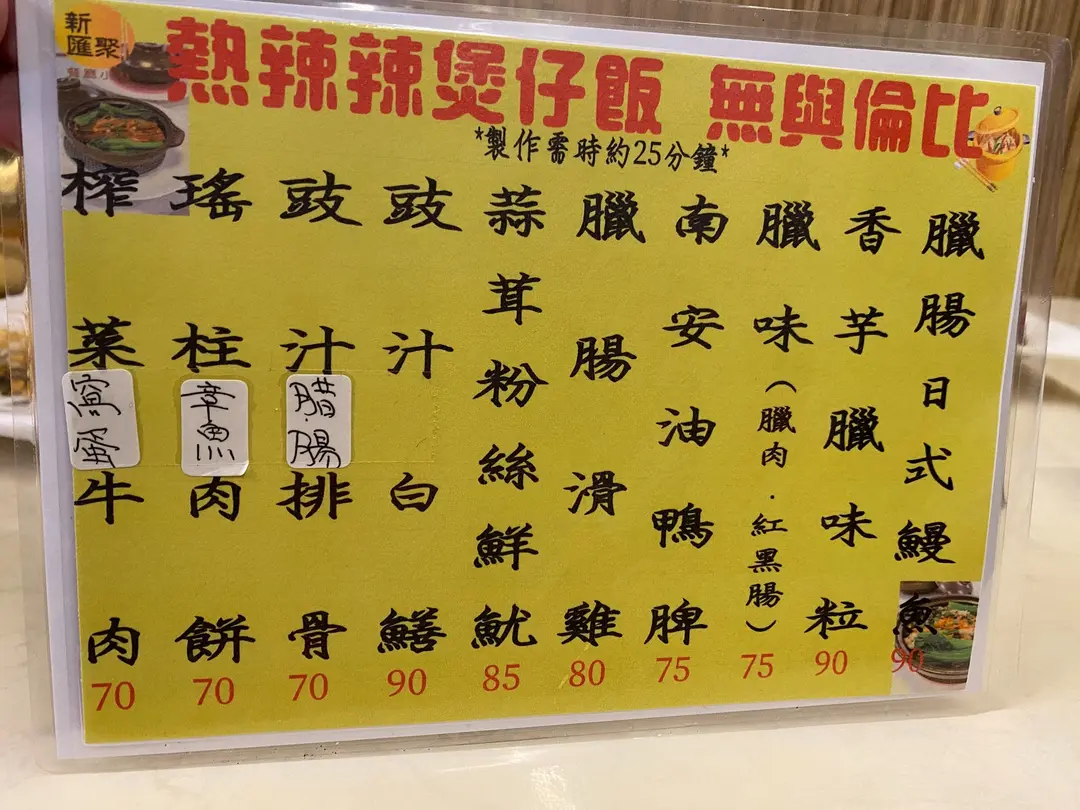 新
匯聚
熱辣辣煲仔飯 無與倫比
*製作需時約25分鐘*
臘腸日式鰻魚
90
香芋臘味粒
90
臘味(臘肉.紅黑腸)
75
南安油鴨脾
75
臘腸滑雞
80
蒜茸粉絲鮮魷
85
豉汁白鱔
90
豉汁腊腸排骨
70
瑤柱章魚肉餅
70
榨菜窩蛋牛肉
70